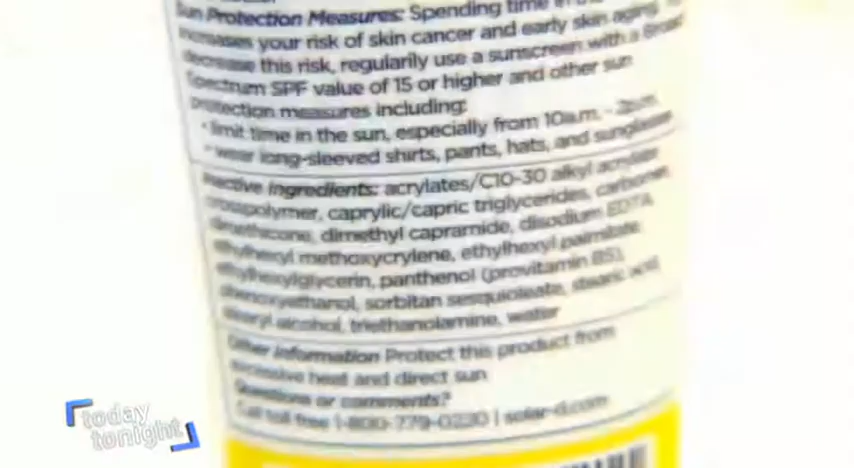 Sun Protection Measures: Spending time in the
increases your risk of skin cancer and early skin aging. To
decrease this risk, regularily use a sunscreen with a Broad
Spectrum SPF value of 15 or higher and other sun
protection measures including:
• limit time in the sun, especially from 10a.m. - 2p.m.
• wear long-sleeved shirts, pants, hats, and sunglasses
Inactive ingredients: acrylates/C10-30 alkyl acrylate
crosspolymer, caprylic/capric triglycerides, carbomer,
dimethicone, dimethyl capramide, disodium EDTA,
ethylhexyl methoxycrylene, ethylhexyl palmitate,
ethylhexylglycerin, panthenol (provitamin B5),
phenoxyethanol, sorbitan sesquioleate, stearic acid
alcohol, triethanolamine, water
Other information Protect this product from
excessive heat and direct sun
Questions or comments?
Call toll free 1-800-779-0230 | solar-d.com
today
tonight